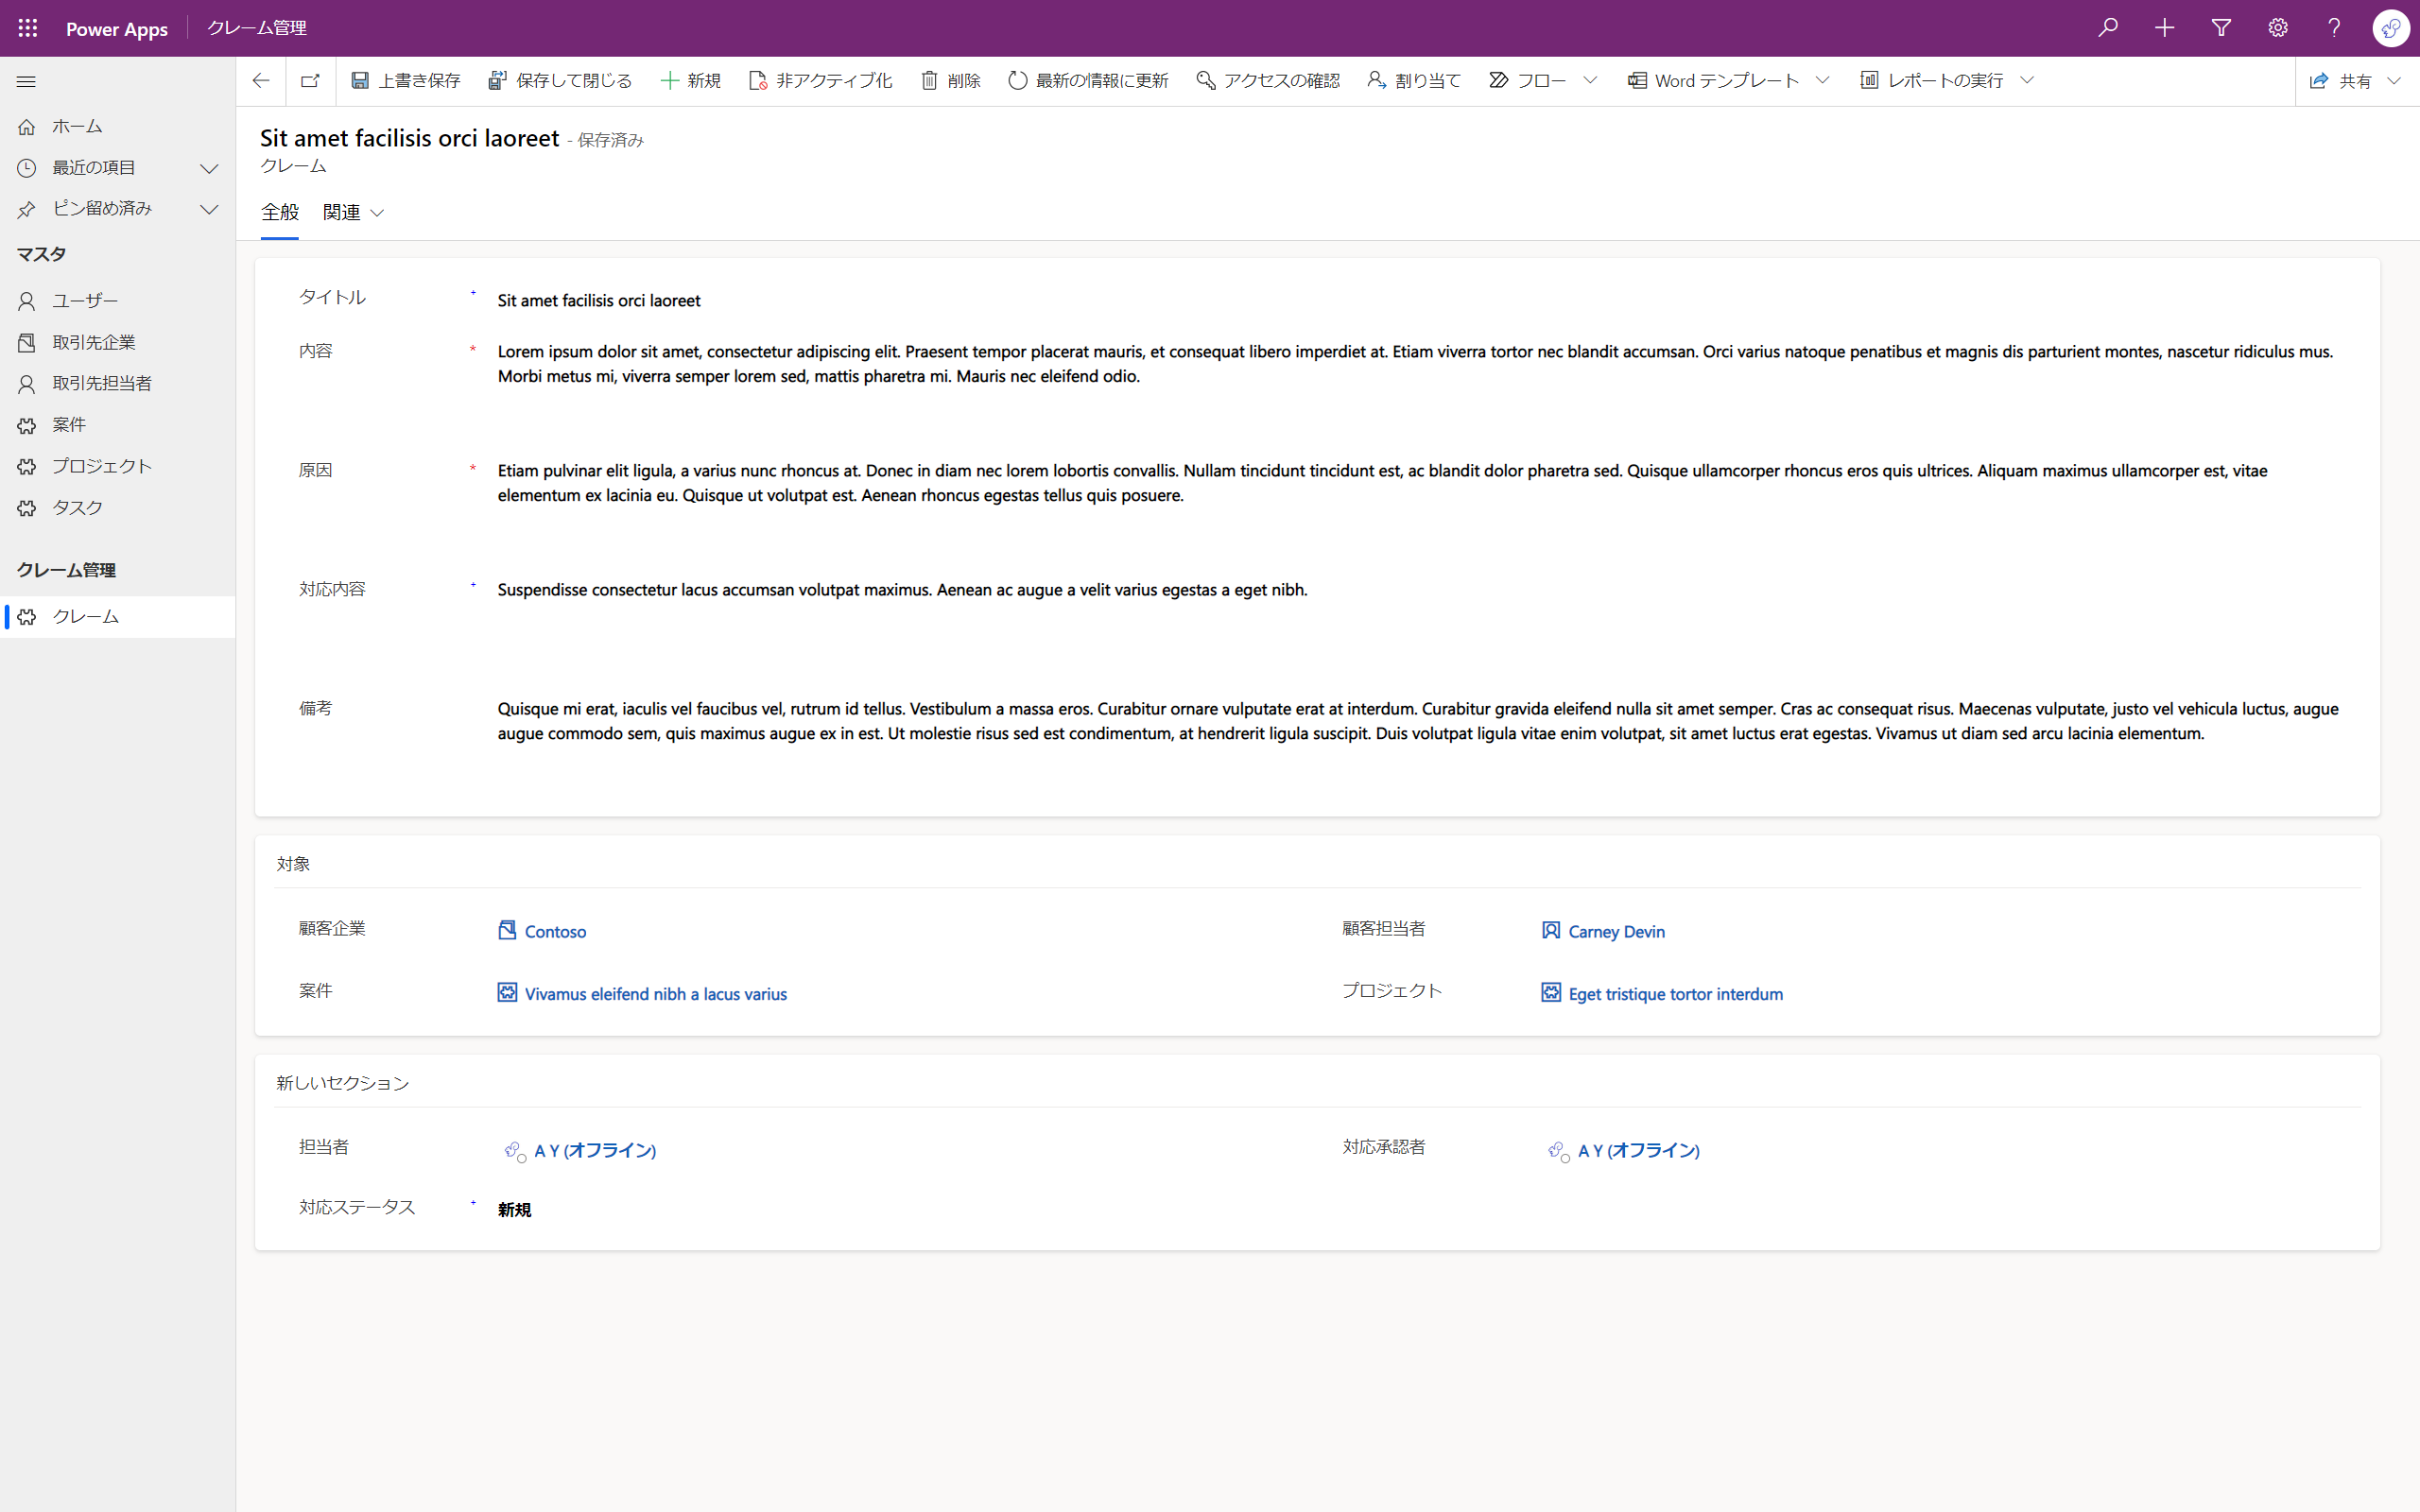 Power Apps クレーム管理
上書き保存 保存して閉じる 新規 非アクティブ化 削除 最新の情報に更新 アクセスの確認 割り当て フロー Word テンプレート レポートの実行 共有
ホーム
最近の項目
ピン留め済み
マスタ
ユーザー
取引先企業
取引先担当者
案件
プロジェクト
タスク
クレーム管理
クレーム
Sit amet facilisis orci laoreet - 保存済み
クレーム
全般 関連
タイトル + Sit amet facilisis orci laoreet
内容 * Lorem ipsum dolor sit amet, consectetur adipiscing elit. Praesent tempor placerat mauris, et consequat libero imperdiet at. Etiam viverra tortor nec blandit accumsan. Orci varius natoque penatibus et magnis dis parturient montes, nascetur ridiculus mus.
Morbi metus mi, viverra semper lorem sed, mattis pharetra mi. Mauris nec eleifend odio.
原因 * Etiam pulvinar elit ligula, a varius nunc rhoncus at. Donec in diam nec lorem lobortis convallis. Nullam tincidunt tincidunt est, ac blandit dolor pharetra sed. Quisque ullamcorper rhoncus eros quis ultrices. Aliquam maximus ullamcorper est, vitae
elementum ex lacinia eu. Quisque ut volutpat est. Aenean rhoncus egestas tellus quis posuere.
対応内容 + Suspendisse consectetur lacus accumsan volutpat maximus. Aenean ac augue a velit varius egestas a eget nibh.
備考 Quisque mi erat, iaculis vel faucibus vel, rutrum id tellus. Vestibulum a massa eros. Curabitur ornare vulputate erat at interdum. Curabitur gravida eleifend nulla sit amet semper. Cras ac consequat risus. Maecenas vulputate, justo vel vehicula luctus, augue
augue commodo sem, quis maximus augue ex in est. Ut molestie risus sed est condimentum, at hendrerit ligula suscipit. Duis volutpat ligula vitae enim volutpat, sit amet luctus erat egestas. Vivamus ut diam sed arcu lacinia elementum.
対象
顧客企業 Contoso 顧客担当者 Carney Devin
案件 Vivamus eleifend nibh a lacus varius プロジェクト Eget tristique tortor interdum
新しいセクション
担当者 A Y (オフライン) 対応承認者 A Y (オフライン)
対応ステータス + 新規